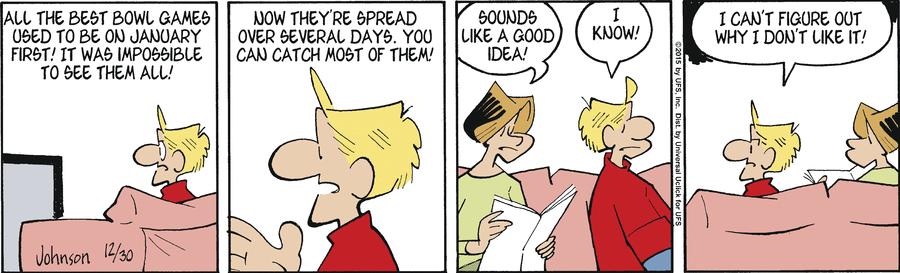 ALL THE BEST BOWL GAMES
USED TO BE ON JANUARY
FIRST! IT WAS IMPOSSIBLE
TO SEE THEM ALL!
Johnson 12/30
NOW THEY'RE SPREAD
OVER SEVERAL DAYS. YOU
CAN CATCH MOST OF THEM!
SOUNDS
LIKE A GOOD
IDEA!
I
KNOW!
©2015 by UFS, Inc. Dist. by Universal Uclick for UFS
I CAN'T FIGURE OUT
WHY I DON'T LIKE IT!